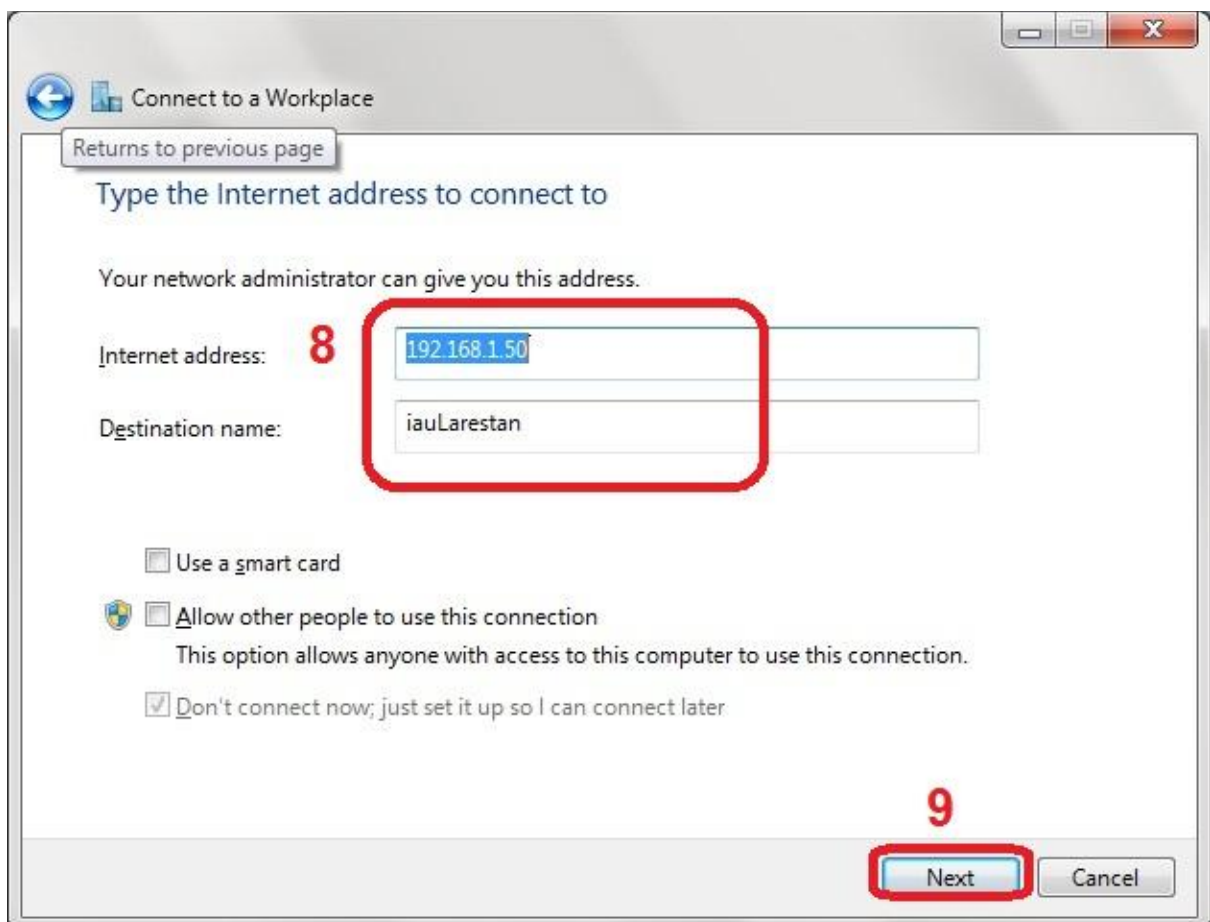 Connect to a Workplace
Returns to previous page
Type the Internet address to connect to
Your network administrator can give you this address.
Internet address: 8 192.168.1.50
Destination name: iauLarestan
Use a smart card
Allow other people to use this connection
This option allows anyone with access to this computer to use this connection.
Don't connect now; just set it up so I can connect later
9
Next Cancel